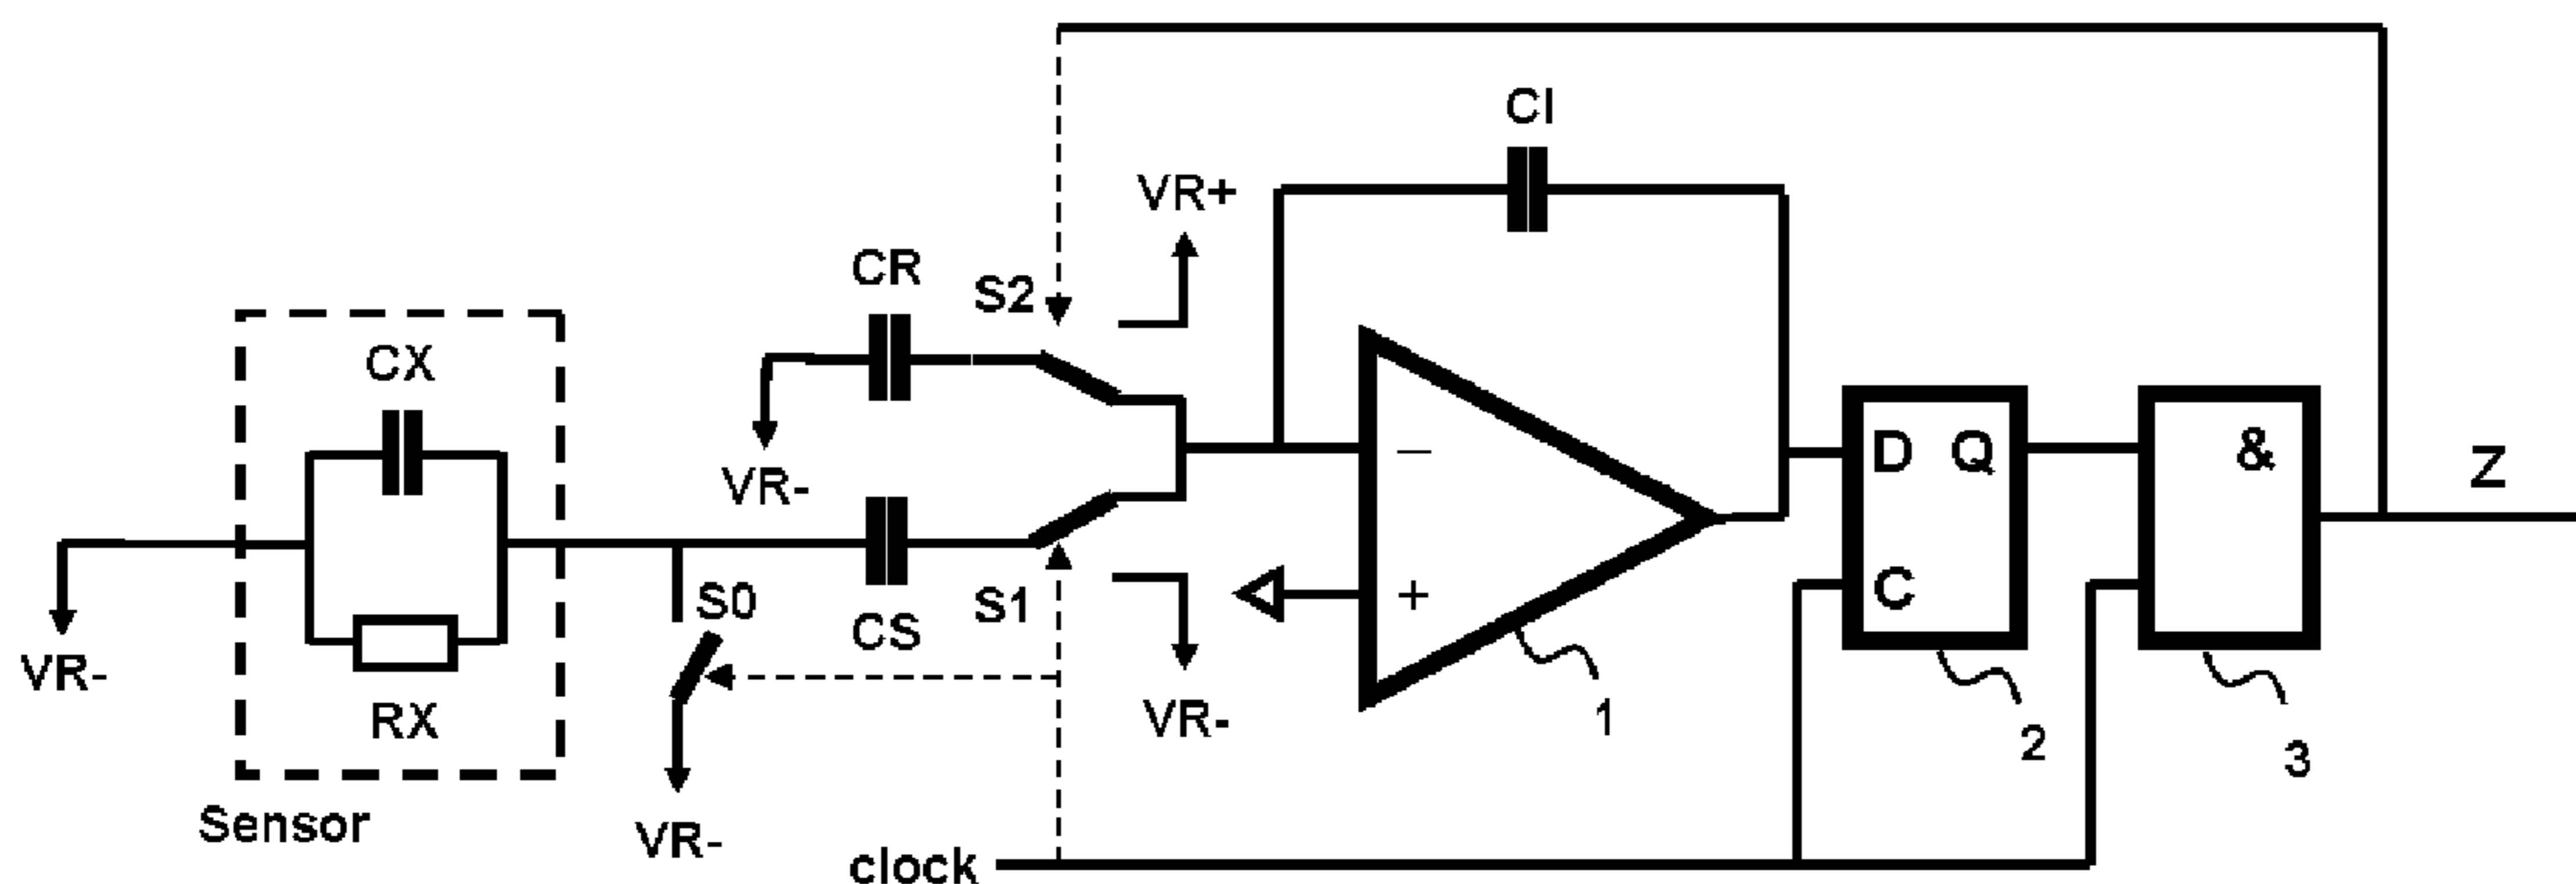 CI
VR+
CR
S2
CX
VR-
D Q
&
Z
S0
S1
CS
C
−
+
VR-
RX
VR-
1
2
3
Sensor
VR-
clock